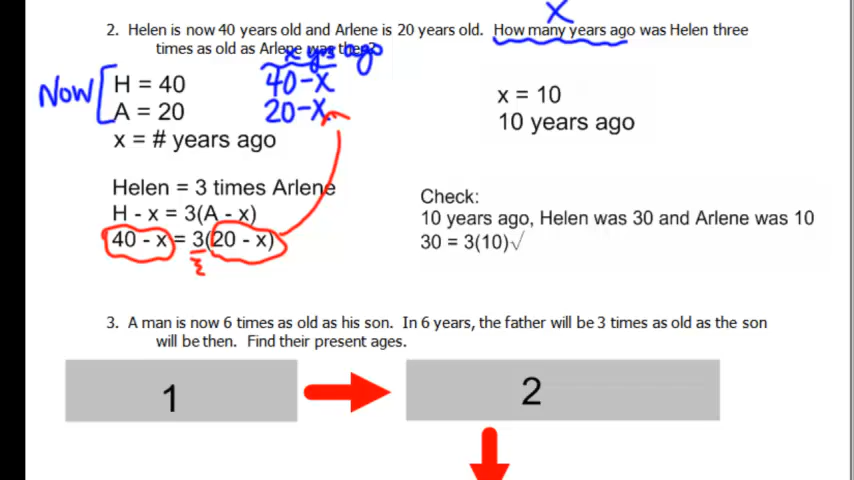 X
2. Helen is now 40 years old and Arlene is 20 years old. How many years ago was Helen three
times as old as Arlene was then?
x yrs ago
Now
H = 40
40-x
A = 20
20-x
x = # years ago
x = 10
10 years ago
Helen = 3 times Arlene
H - x = 3(A - x)
40 - x = 3(20 - x)
Check:
10 years ago, Helen was 30 and Arlene was 10
30 = 3(10)√
3. A man is now 6 times as old as his son. In 6 years, the father will be 3 times as old as the son
will be then. Find their present ages.
1
2